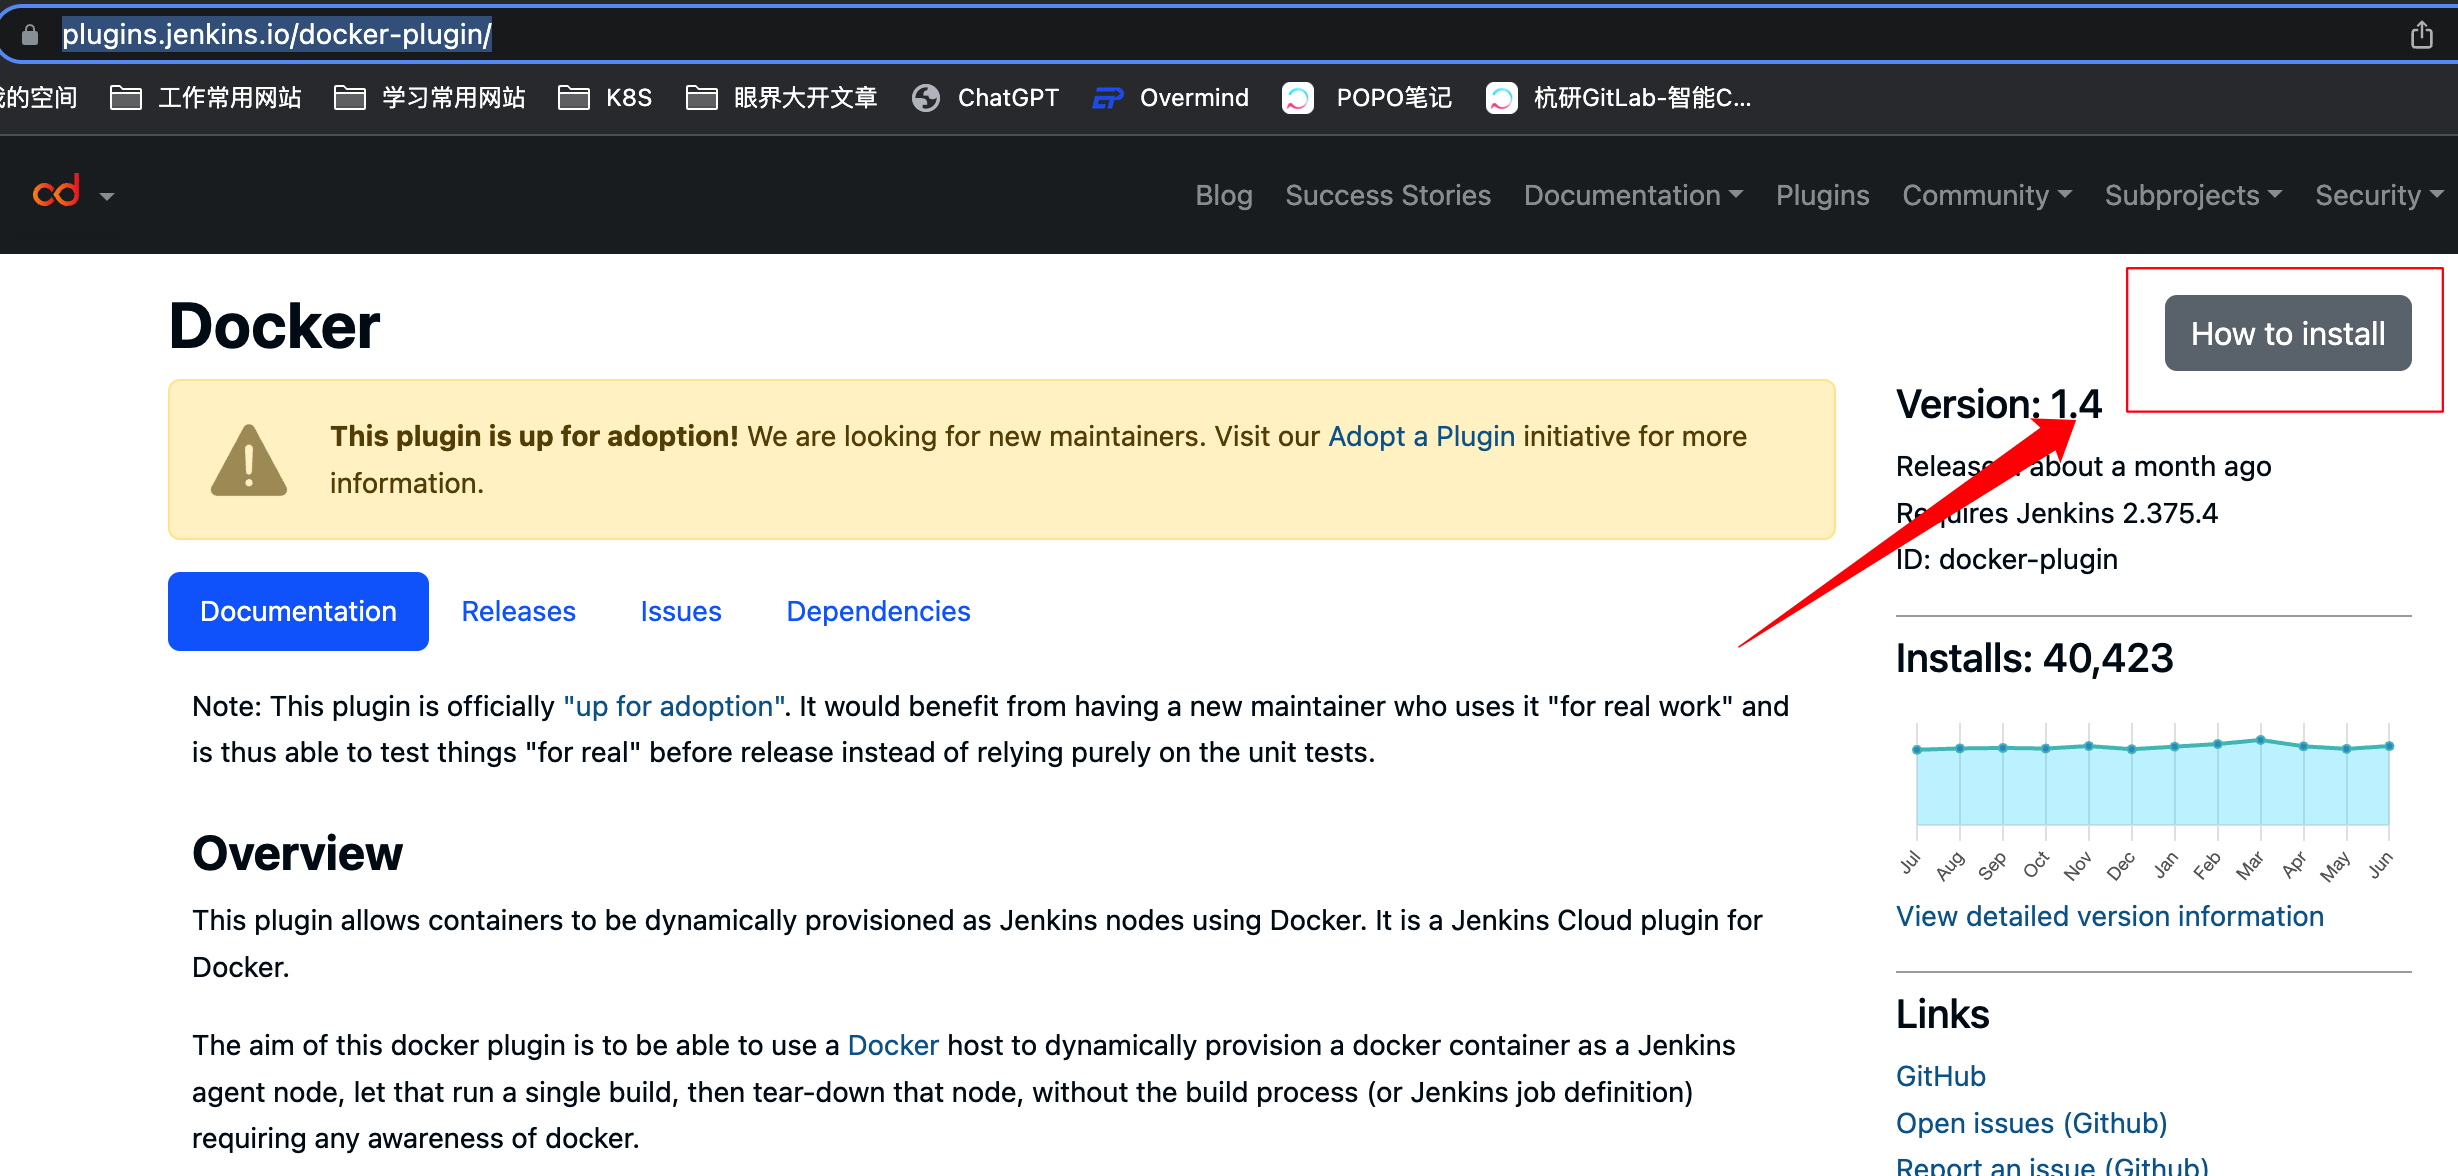 plugins.jenkins.io/docker-plugin/
的空间 工作常用网站 学习常用网站 K8S 眼界大开文章 ChatGPT Overmind POPO笔记 杭研GitLab-智能C...
cd Blog Success Stories Documentation Plugins Community Subprojects Security
Docker
How to install
This plugin is up for adoption! We are looking for new maintainers. Visit our Adopt a Plugin initiative for more
information.
Version: 1.4
about a month ago
Requires Jenkins 2.375.4
ID: docker-plugin
Documentation Releases Issues Dependencies
Installs: 40,423
Note: This plugin is officially "up for adoption". It would benefit from having a new maintainer who uses it "for real work" and
is thus able to test things "for real" before release instead of relying purely on the unit tests.
Jul Aug Sep Oct Nov Dec Jan Feb Mar Apr May Jun
View detailed version information
Overview
This plugin allows containers to be dynamically provisioned as Jenkins nodes using Docker. It is a Jenkins Cloud plugin for
Docker.
Links
The aim of this docker plugin is to be able to use a Docker host to dynamically provision a docker container as a Jenkins
agent node, let that run a single build, then tear-down that node, without the build process (or Jenkins job definition)
requiring any awareness of docker.
GitHub
Open issues (Github)
Report an issue (Github)